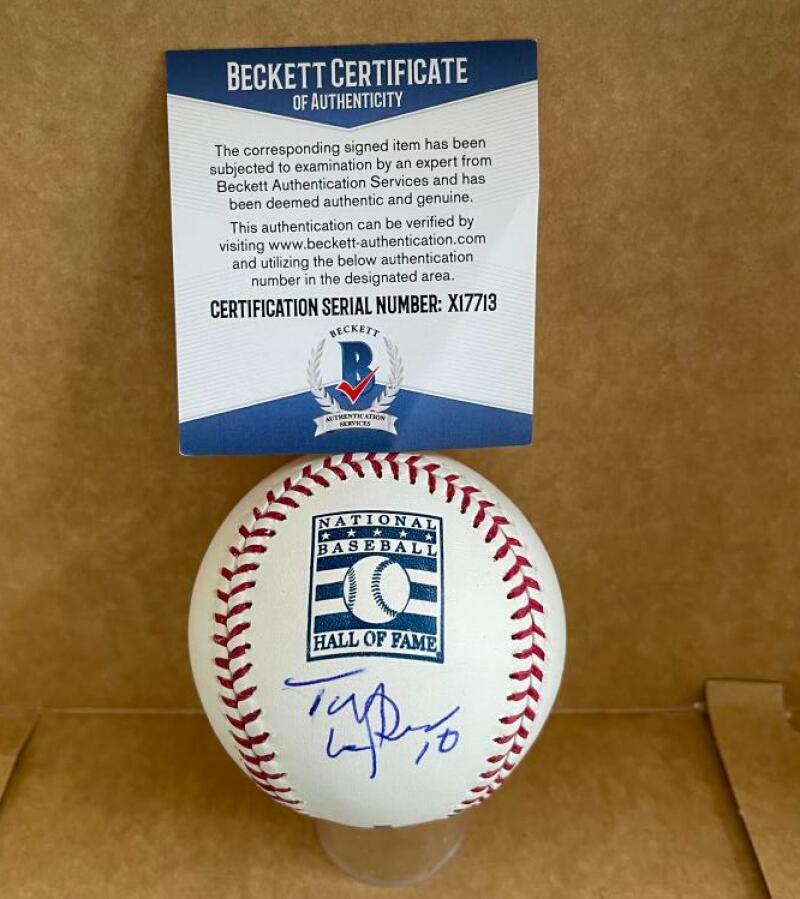 BECKETT CERTIFICATE
OF AUTHENTICITY
The corresponding signed item has been
subjected to examination by an expert from
Beckett Authentication Services and has
been deemed authentic and genuine.
This authentication can be verified by
visiting www.beckett-authentication.com
and utilizing the below authentication
number in the designated area.
CERTIFICATION SERIAL NUMBER: X17713
BECKETT
B
AUTHENTICATION
SERVICES
NATIONAL
BASEBALL
HALL OF FAME
10